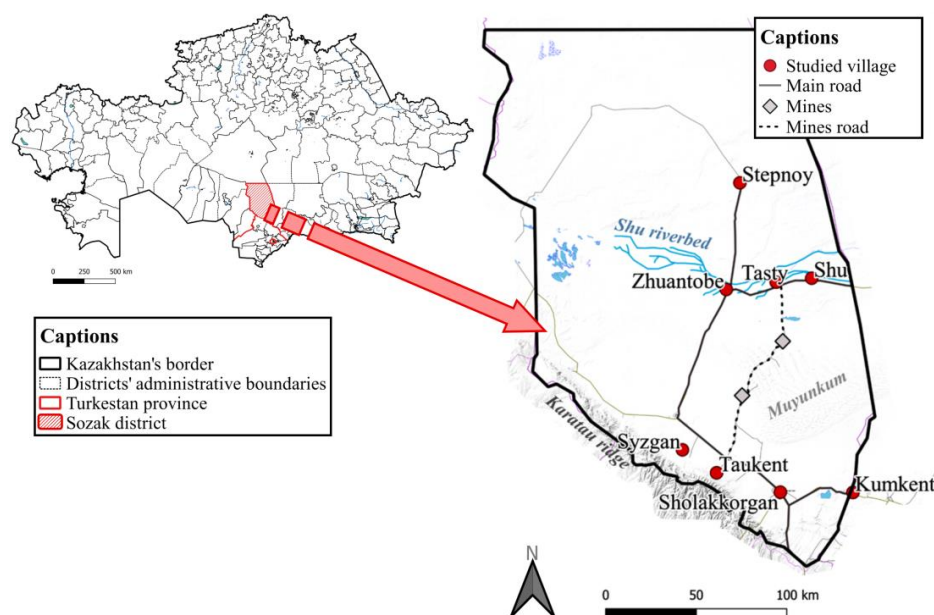 0 250 500 km
Captions
Kazakhstan's border
Districts' administrative boundaries
Turkestan province
Sozak district
Captions
Studied village
Main road
Mines
Mines road
Stepnoy
Shu riverbed
Zhuantobe
Tasty
Shu
Muyunkum
Karatau ridge
Syzgan
Taukent
Sholakkorgan
Kumkent
N
0 50 100 km